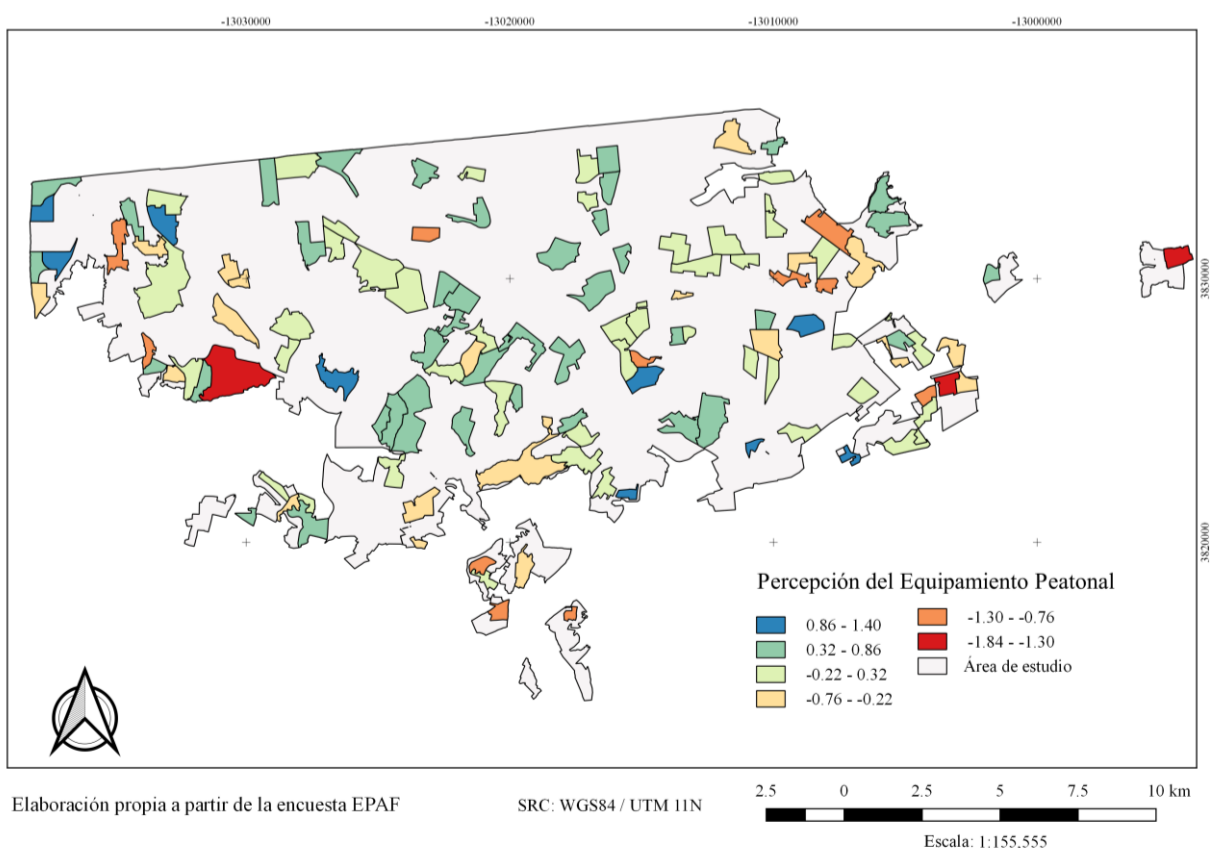 -13030000 -13020000 -13010000 -13000000
3830000
3820000
Percepción del Equipamiento Peatonal
0.86 - 1.40
0.32 - 0.86
-0.22 - 0.32
-0.76 - -0.22
-1.30 - -0.76
-1.84 - -1.30
Área de estudio
Elaboración propia a partir de la encuesta EPAF
SRC: WGS84 / UTM 11N
2.5 0 2.5 5 7.5 10 km
Escala: 1:155,555